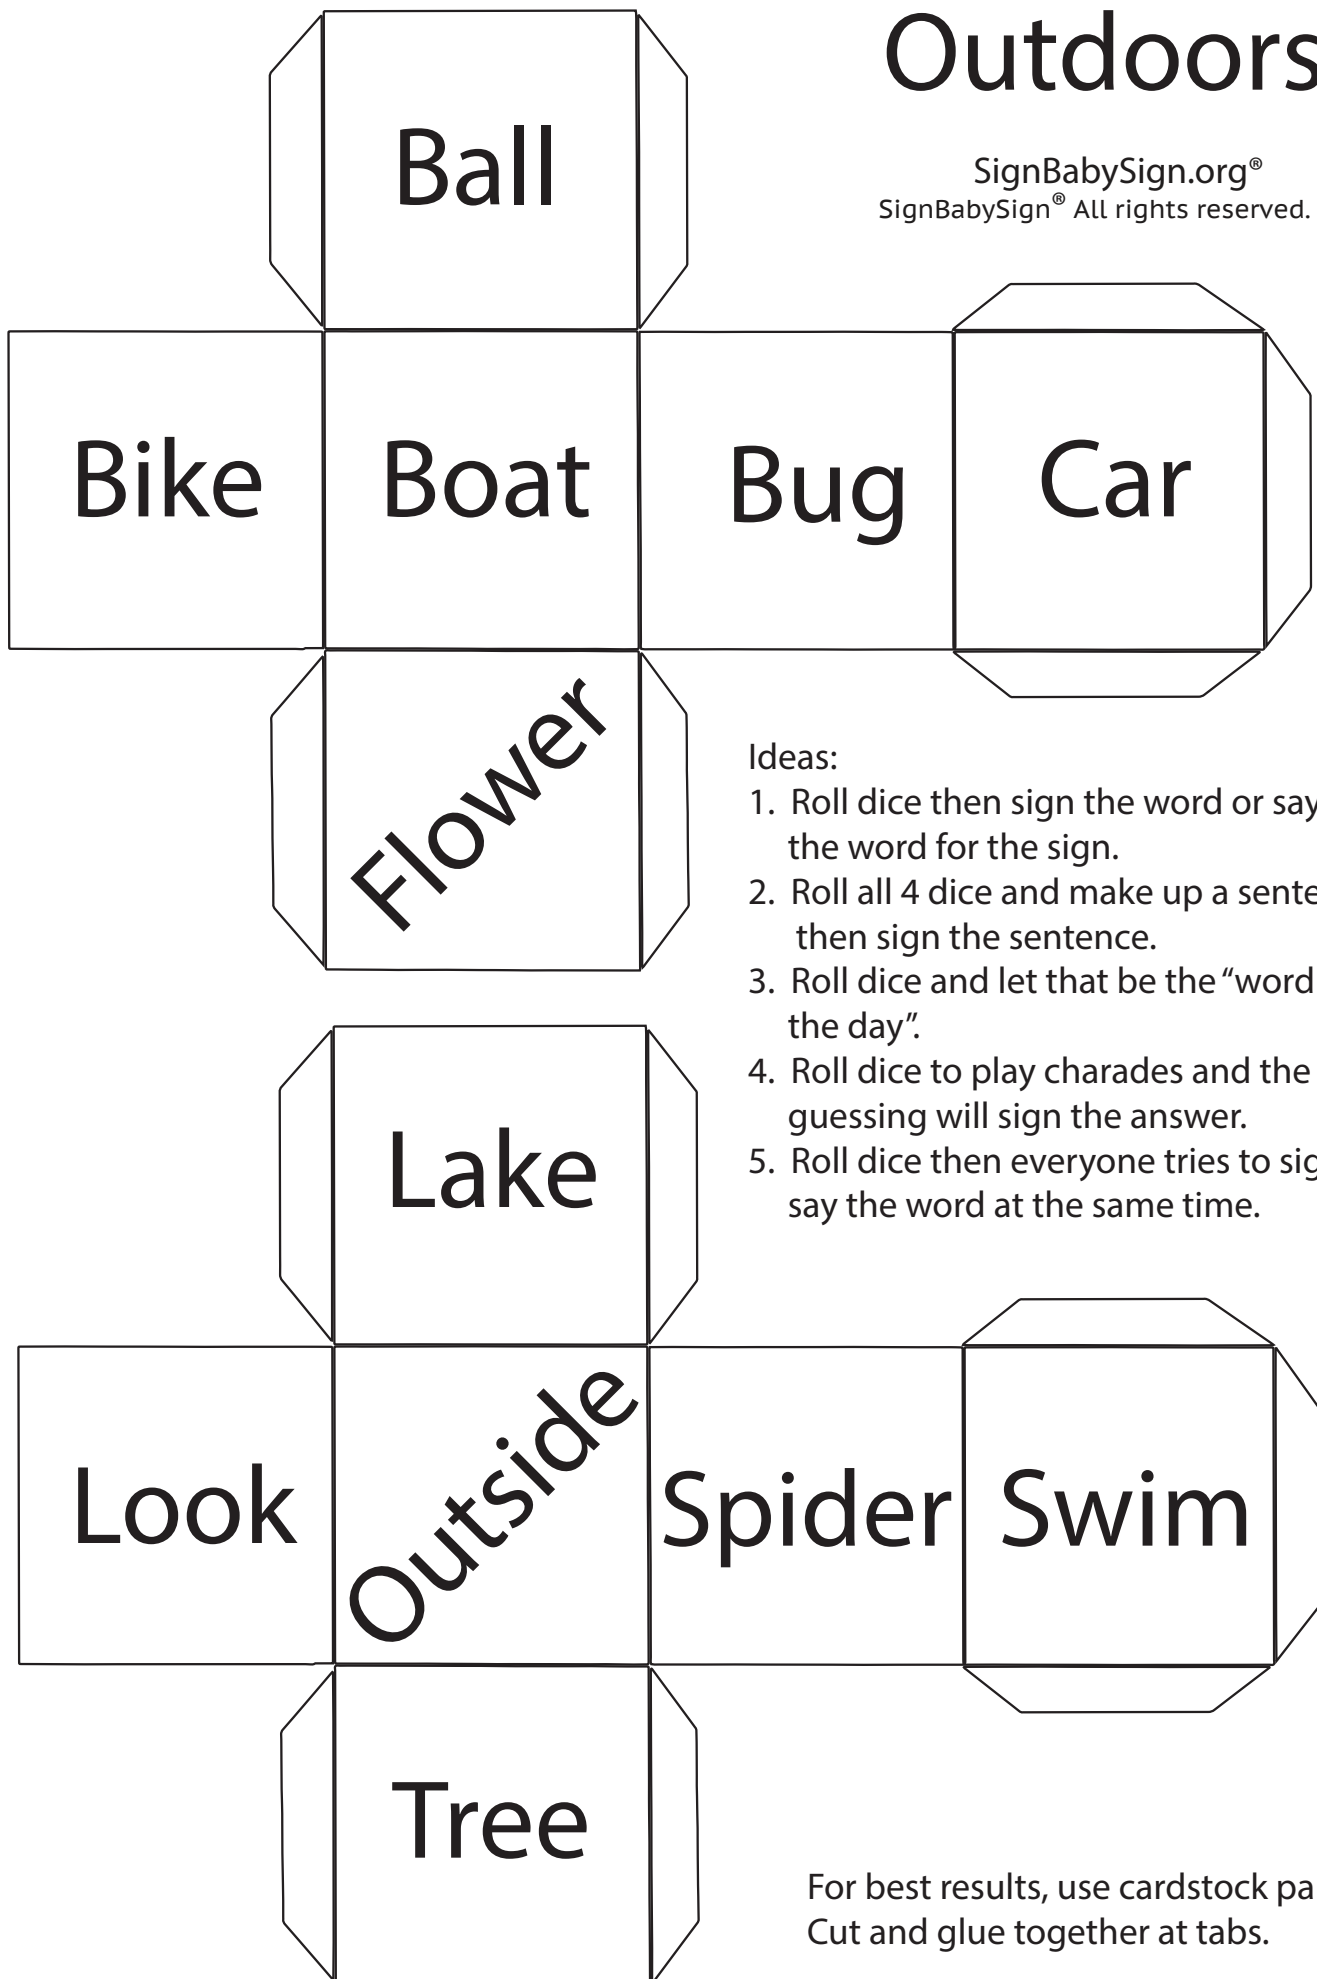 Outdoors
SignBabySign.org®
SignBabySign® All rights reserved.
Ball
Bike Boat Bug Car
Flower
Ideas:
1. Roll dice then sign the word or say
the word for the sign.
2. Roll all 4 dice and make up a sente
then sign the sentence.
3. Roll dice and let that be the “word
the day”.
4. Roll dice to play charades and the
guessing will sign the answer.
5. Roll dice then everyone tries to sig
say the word at the same time.
Lake
Look Outside Spider Swim
Tree
For best results, use cardstock pa
Cut and glue together at tabs.